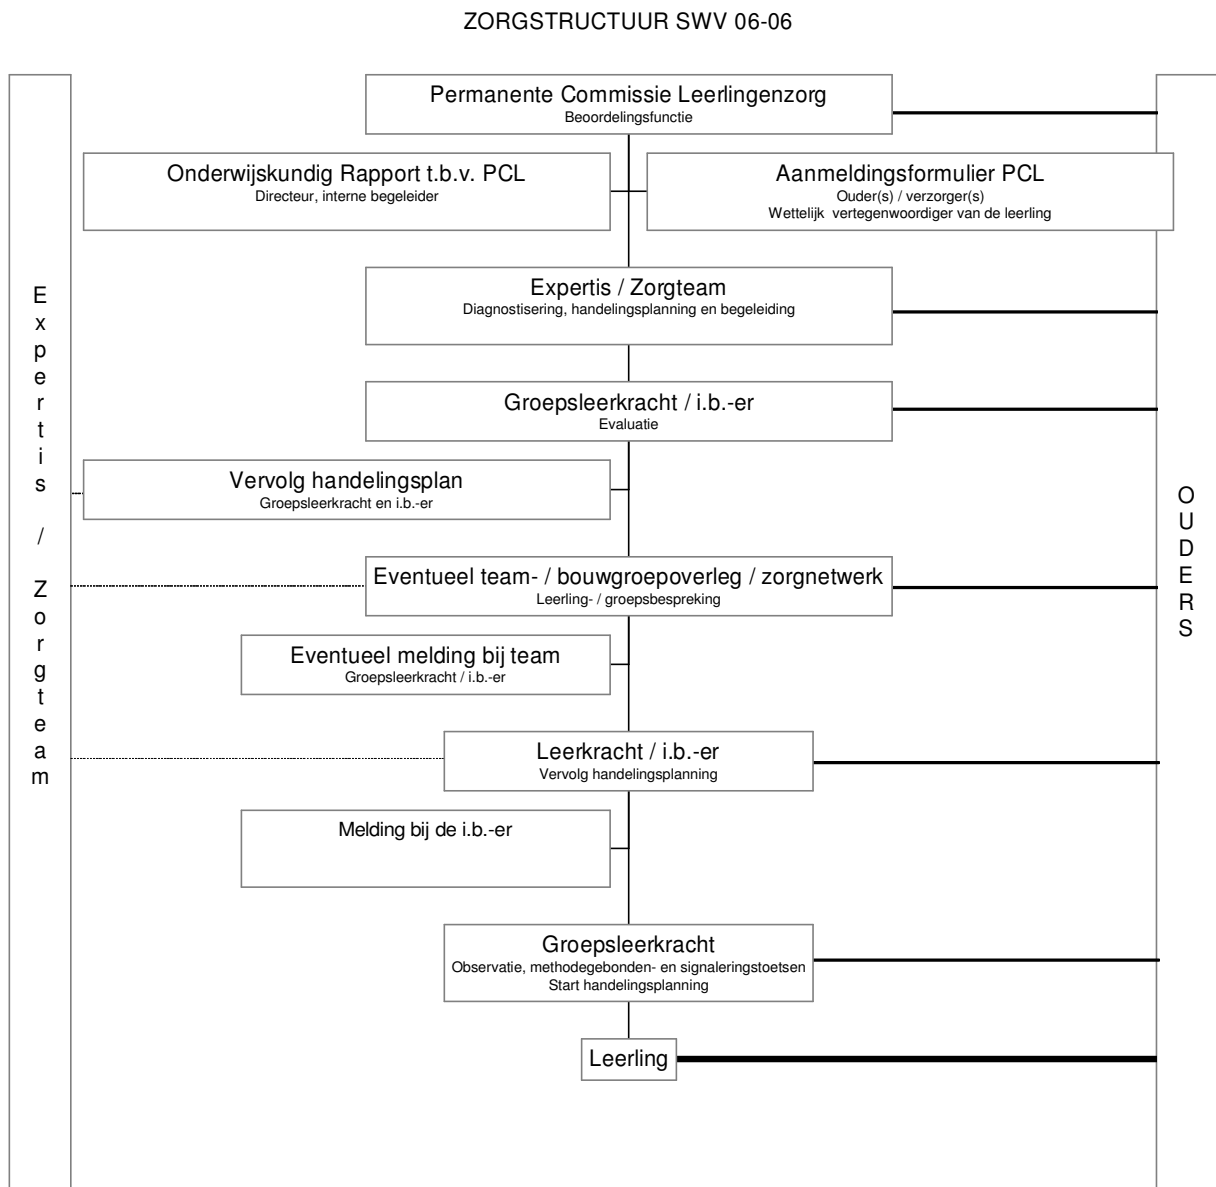 ZORGSTRUCTUUR SWV 06-06
Permanente Commissie Leerlingenzorg
Beoordelingsfunctie
Onderwijskundig Rapport t.b.v. PCL
Directeur, interne begeleider
Aanmeldingsformulier PCL
Ouder(s) / verzorger(s)
Wettelijk vertegenwoordiger van de leerling
Expertis / Zorgteam
Diagnostisering, handelingsplanning en begeleiding
Groepsleerkracht / i.b.-er
Evaluatie
Vervolg handelingsplan
Groepsleerkracht en i.b.-er
Eventueel team- / bouwgroepoverleg / zorgnetwerk
Leerling- / groepsbespreking
Eventueel melding bij team
Groepsleerkracht / i.b.-er
Leerkracht / i.b.-er
Vervolg handelingsplanning
Melding bij de i.b.-er
Groepsleerkracht
Observatie, methodegebonden- en signaleringstoetsen
Start handelingsplanning
Leerling
Expertis / Zorgteam
OUDERS